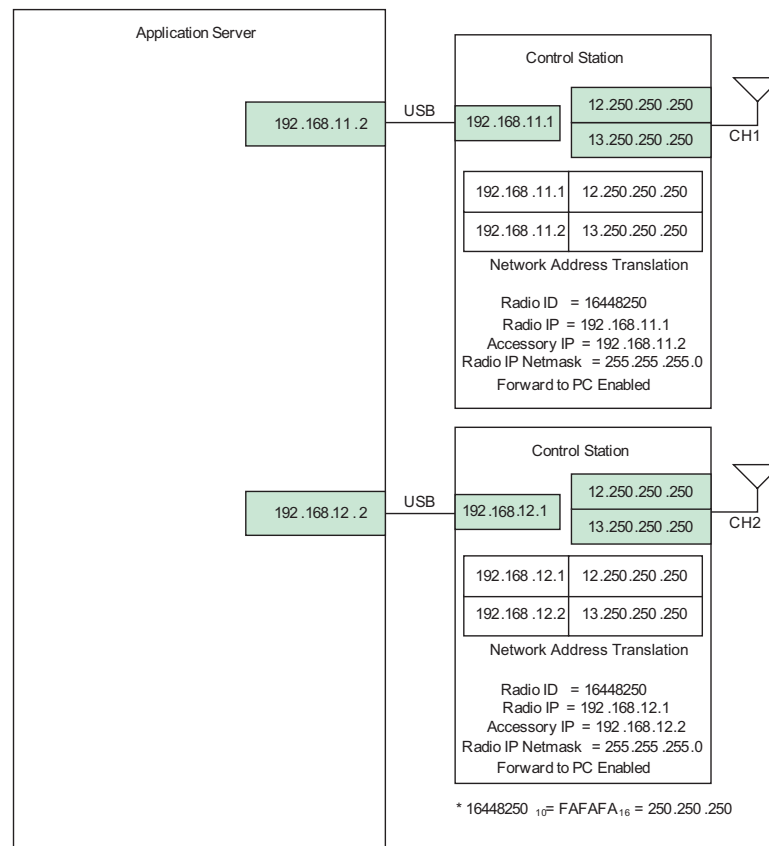 Application Server
192.168.11.2
USB
Control Station
192.168.11.1
12.250.250.250
13.250.250.250
CH1
192.168.11.1 12.250.250.250
192.168.11.2 13.250.250.250
Network Address Translation
Radio ID = 16448250
Radio IP = 192.168.11.1
Accessory IP = 192.168.11.2
Radio IP Netmask = 255.255.255.0
Forward to PC Enabled
192.168.12.2
USB
Control Station
192.168.12.1
12.250.250.250
13.250.250.250
CH2
192.168.12.1 12.250.250.250
192.168.12.2 13.250.250.250
Network Address Translation
Radio ID = 16448250
Radio IP = 192.168.12.1
Accessory IP = 192.168.12.2
Radio IP Netmask = 255.255.255.0
Forward to PC Enabled
* 16448250 ₁₀= FAFAFA₁₆ = 250.250.250